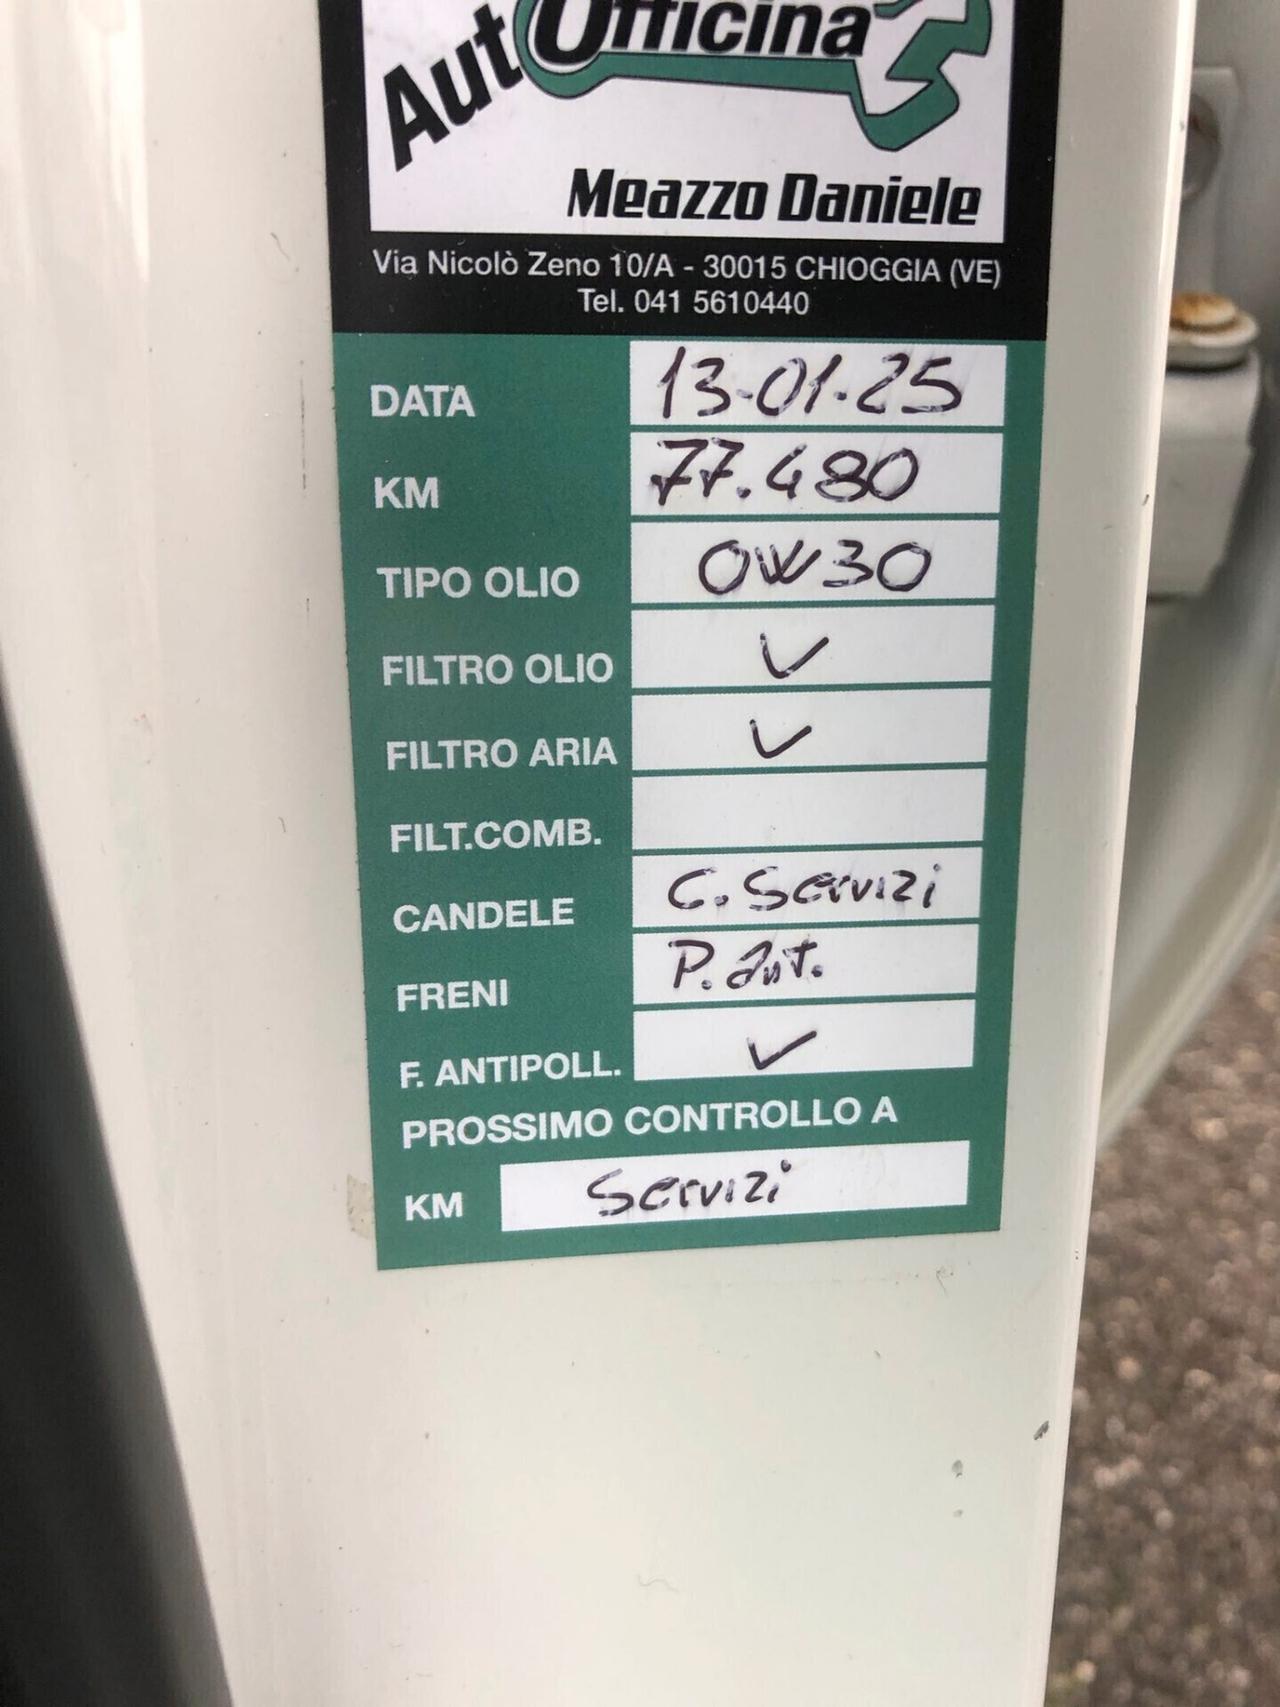 AutOfficina
Meazzo Daniele
Via Nicolò Zeno 10/A - 30015 CHIOGGIA (VE)
Tel. 041 5610440
DATA 13-01-25
KM 77.480
TIPO OLIO 0W30
FILTRO OLIO ✓
FILTRO ARIA ✓
FILT.COMB.
CANDELE C. Servizi
FRENI P. Ant.
F. ANTIPOLL. ✓
PROSSIMO CONTROLLO A
KM Servizi